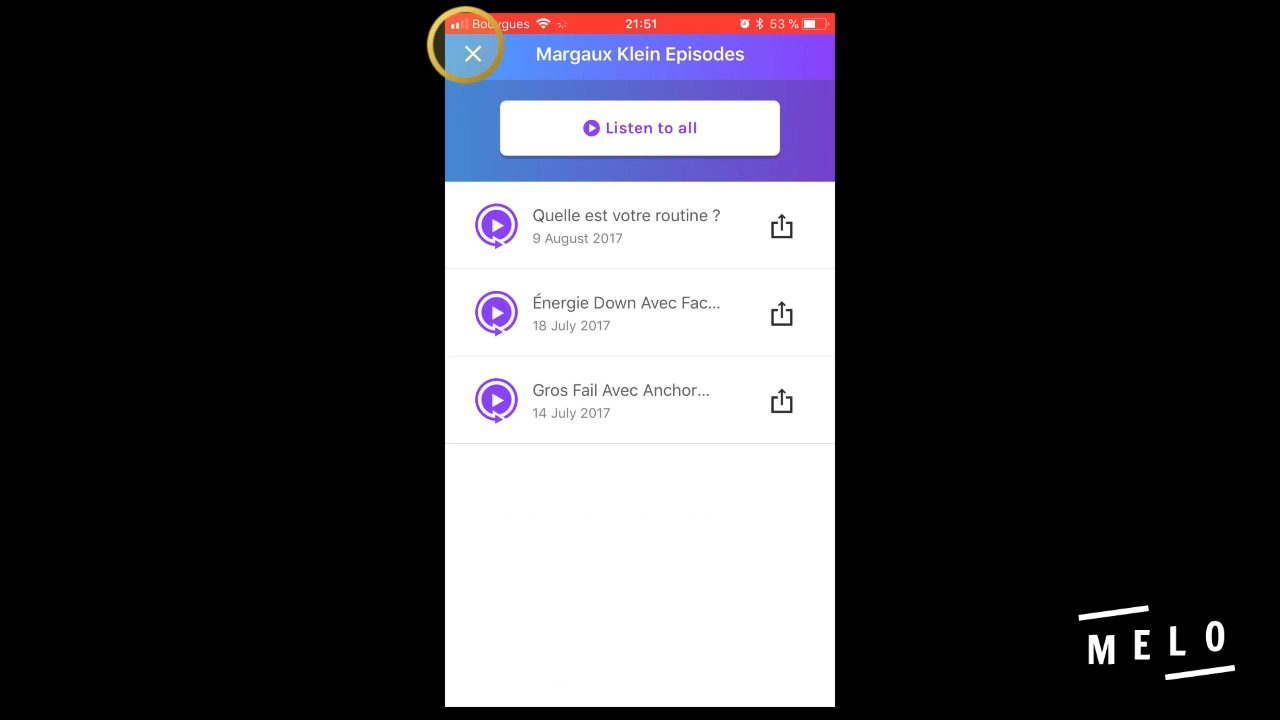 Bouygues 21:51 53 %
Margaux Klein Episodes
Listen to all
Quelle est votre routine ?
9 August 2017
Énergie Down Avec Fac...
18 July 2017
Gros Fail Avec Anchor...
14 July 2017
MELO